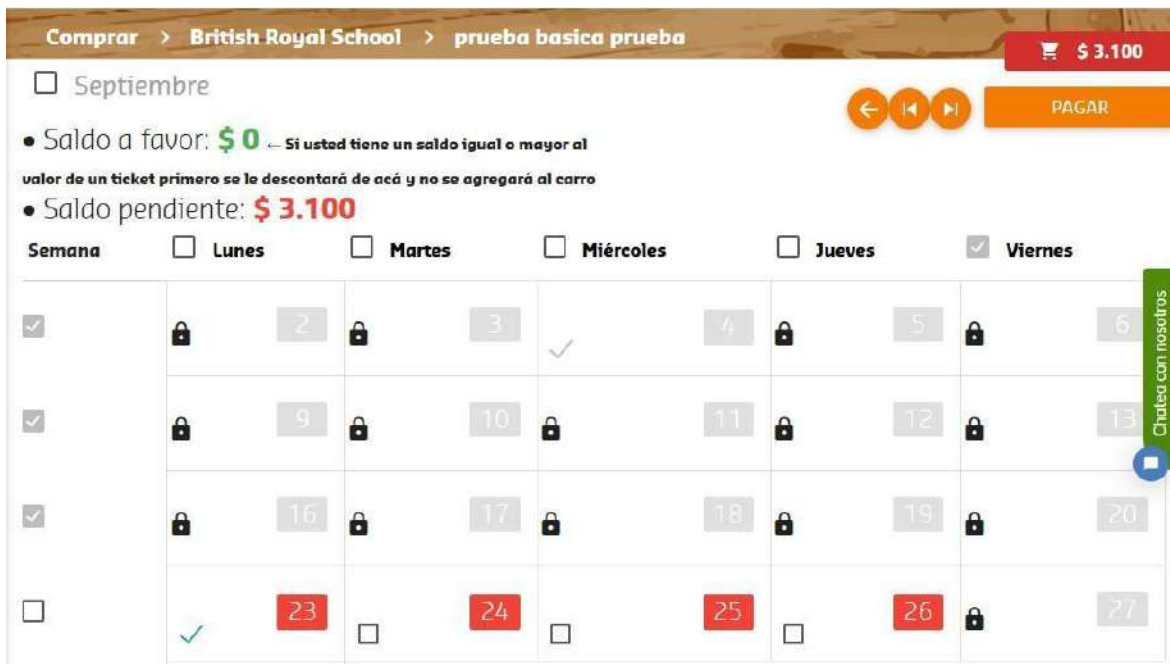 Comprar > British Royal School > prueba basica prueba
$ 3.100
Septiembre
PAGAR
• Saldo a favor: $ 0 ← Si usted tiene un saldo igual o mayor al
valor de un ticket primero se le descontará de acá y no se agregará al carro
• Saldo pendiente: $ 3.100
Semana Lunes Martes Miércoles Jueves Viernes
2 3 4 5 6
9 10 11 12 13
16 17 18 19 20
23 24 25 26 27
Chatea con nosotros